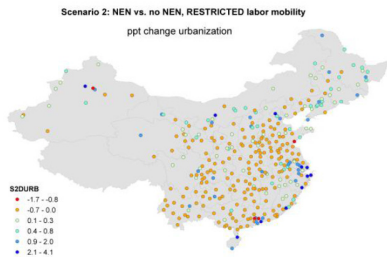 Scenario 2: NEN vs. no NEN, RESTRICTED labor mobility
ppt change urbanization
S2DURB
-1.7 - -0.8
-0.7 - 0.0
0.1 - 0.3
0.4 - 0.8
0.9 - 2.0
2.1 - 4.1